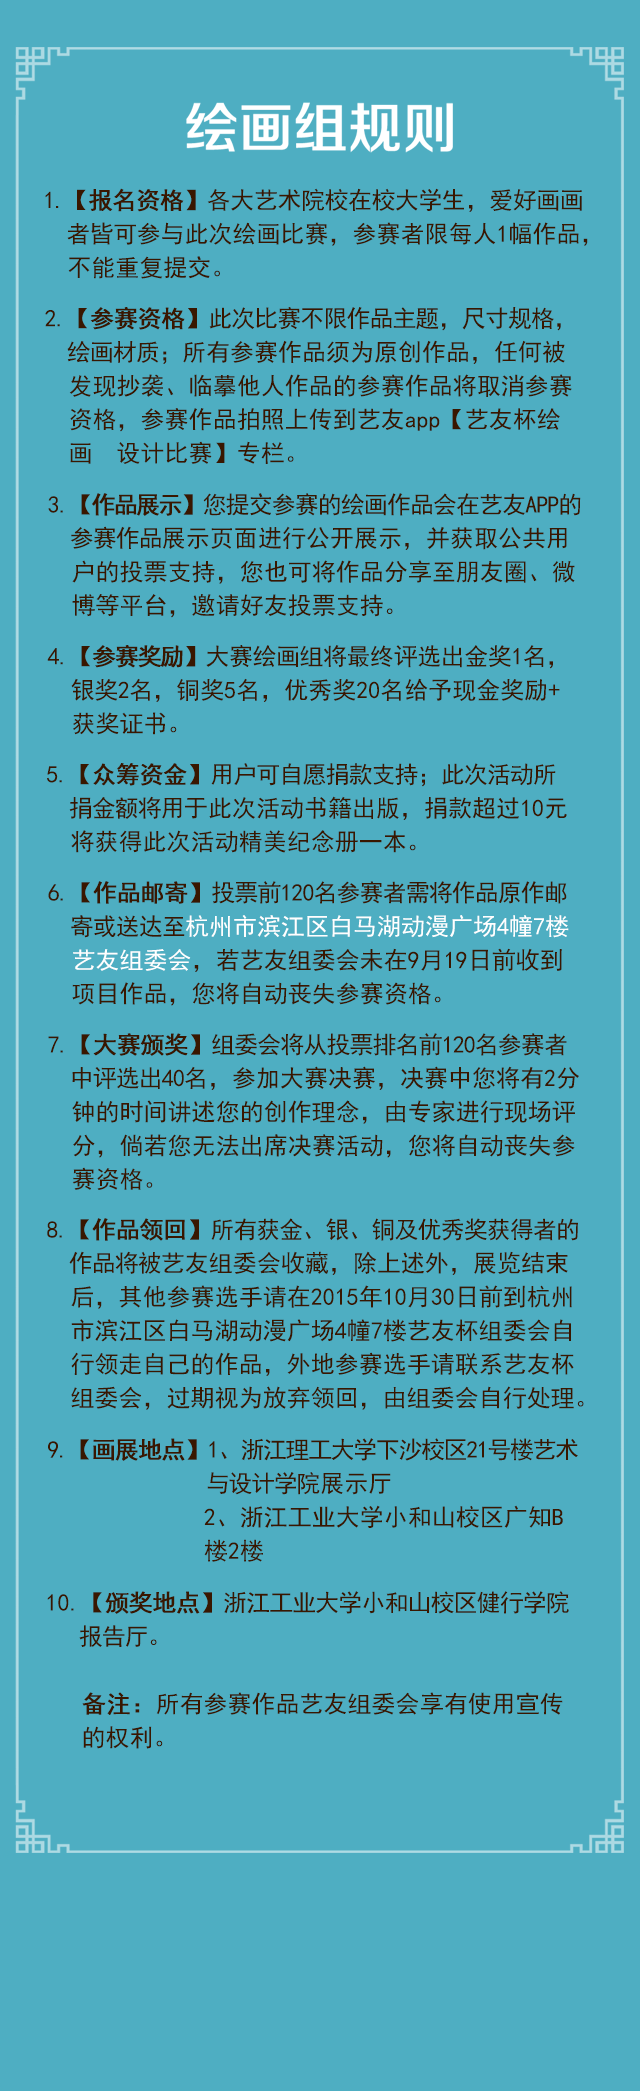 绘画组规则
1.【报名资格】各大艺术院校在校大学生，爱好画画
者皆可参与此次绘画比赛，参赛者限每人1幅作品，
不能重复提交。
2.【参赛资格】此次比赛不限作品主题，尺寸规格，
绘画材质；所有参赛作品须为原创作品，任何被
发现抄袭、临摹他人作品的参赛作品将取消参赛
资格，参赛作品拍照上传到艺友app【艺友杯绘
画　设计比赛】专栏。
3.【作品展示】您提交参赛的绘画作品会在艺友APP的
参赛作品展示页面进行公开展示，并获取公共用
户的投票支持，您也可将作品分享至朋友圈、微
博等平台，邀请好友投票支持。
4.【参赛奖励】大赛绘画组将最终评选出金奖1名，
银奖2名，铜奖5名，优秀奖20名给予现金奖励+
获奖证书。
5.【众筹资金】用户可自愿捐款支持；此次活动所
捐金额将用于此次活动书籍出版，捐款超过10元
将获得此次活动精美纪念册一本。
6.【作品邮寄】投票前120名参赛者需将作品原作邮
寄或送达至杭州市滨江区白马湖动漫广场4幢7楼
艺友组委会，若艺友组委会未在9月19日前收到
项目作品，您将自动丧失参赛资格。
7.【大赛颁奖】组委会将从投票排名前120名参赛者
中评选出40名，参加大赛决赛，决赛中您将有2分
钟的时间讲述您的创作理念，由专家进行现场评
分，倘若您无法出席决赛活动，您将自动丧失参
赛资格。
8.【作品领回】所有获金、银、铜及优秀奖获得者的
作品将被艺友组委会收藏，除上述外，展览结束
后，其他参赛选手请在2015年10月30日前到杭州
市滨江区白马湖动漫广场4幢7楼艺友杯组委会自
行领走自己的作品，外地参赛选手请联系艺友杯
组委会，过期视为放弃领回，由组委会自行处理。
9.【画展地点】1、浙江理工大学下沙校区21号楼艺术
与设计学院展示厅
2、浙江工业大学小和山校区广知B
楼2楼
10.【颁奖地点】浙江工业大学小和山校区健行学院
报告厅。
备注：所有参赛作品艺友组委会享有使用宣传
的权利。